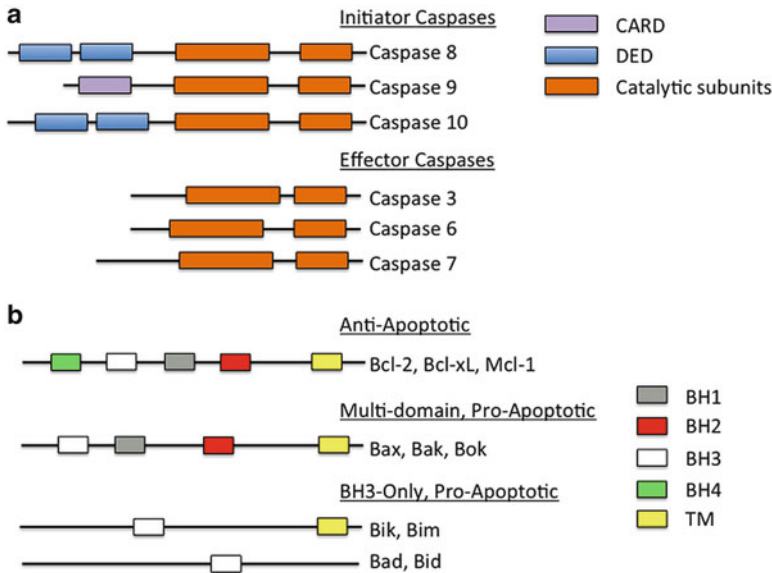 a
Initiator Caspases
Caspase 8
Caspase 9
Caspase 10
Effector Caspases
Caspase 3
Caspase 6
Caspase 7
CARD
DED
Catalytic subunits
b
Anti-Apoptotic
Bcl-2, Bcl-xL, Mcl-1
Multi-domain, Pro-Apoptotic
Bax, Bak, Bok
BH3-Only, Pro-Apoptotic
Bik, Bim
Bad, Bid
BH1
BH2
BH3
BH4
TM